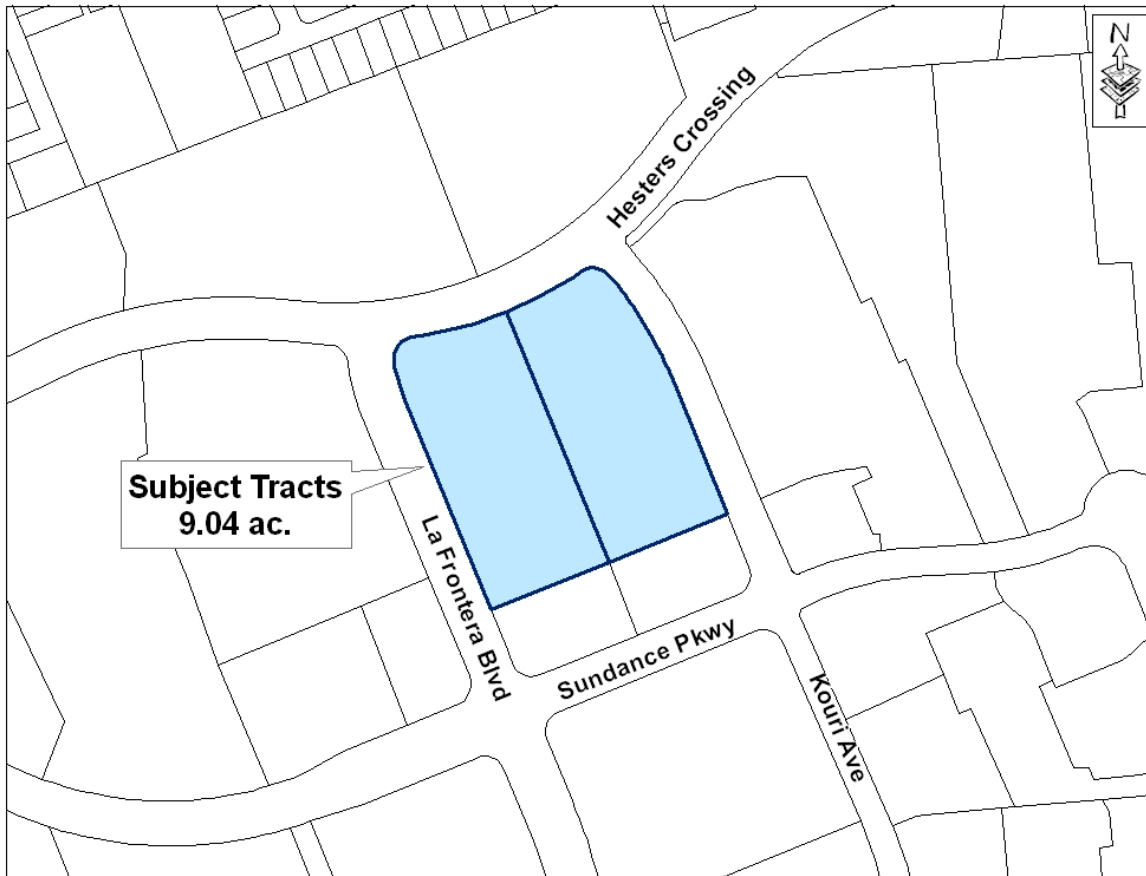 N
Hesters Crossing
Subject Tracts
9.04 ac.
La Frontera Blvd
Sundance Pkwy
Kouri Ave